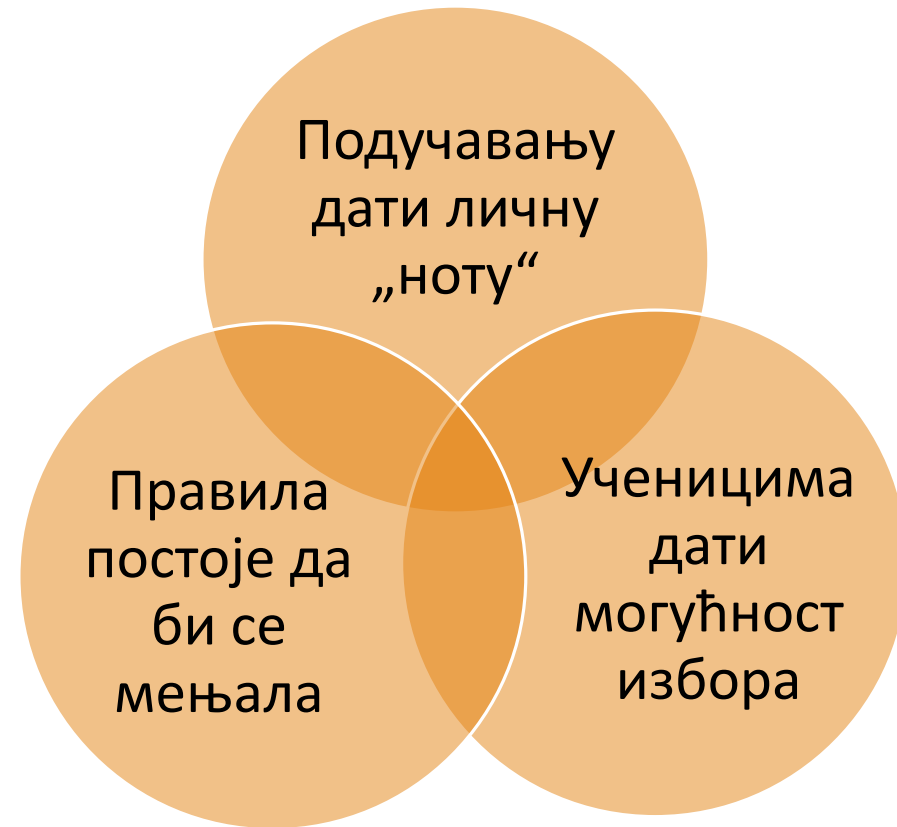 Подучавању
дати личну
„ноту“
Правила
постоје да
би се
мењала
Ученицима
дати
могућност
избора